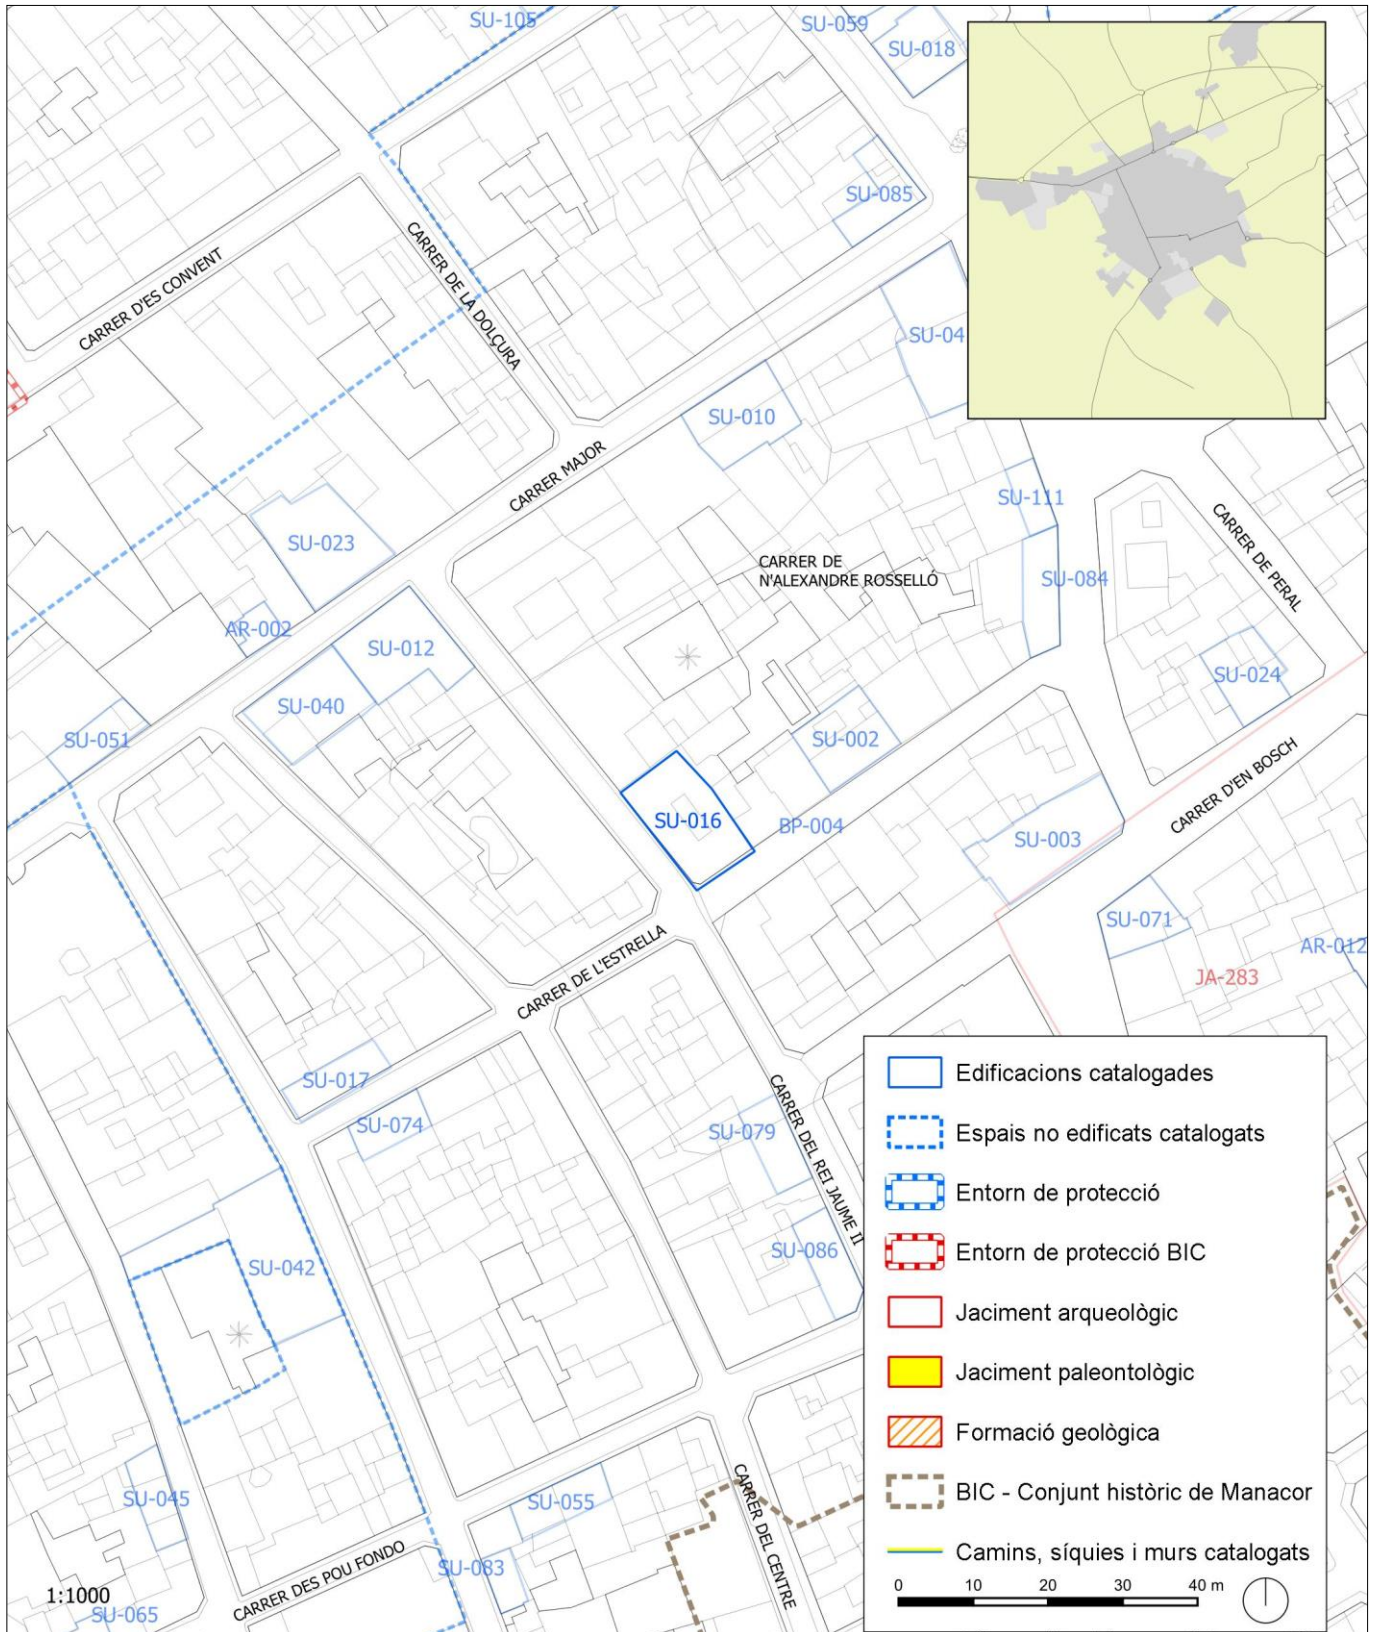 SU-105
SU-059
SU-018
SU-085
CARRER DE LA DOLÇURA
CARRER D'ES CONVENT
SU-04
SU-010
CARRER MAJOR
SU-111
SU-023
CARRER DE PERAL
CARRER DE
N'ALEXANDRE ROSSELLÓ
SU-084
AR-002
SU-012
SU-024
SU-040
SU-051
SU-002
CARRER D'EN BOSCH
SU-016
BP-004
SU-003
SU-071
AR-012
CARRER DE L'ESTRELLA
JA-283
SU-017
SU-074
SU-079
CARRER DEL REI JAUME II
SU-086
SU-042
SU-045
SU-055
CARRER DEL CENTRE
SU-083
CARRER DES POU FONDO
1:1000
SU-065
Edificacions catalogades
Espais no edificats catalogats
Entorn de protecció
Entorn de protecció BIC
Jaciment arqueològic
Jaciment paleontològic
Formació geològica
BIC - Conjunt històric de Manacor
Camins, síquies i murs catalogats
0 10 20 30 40 m